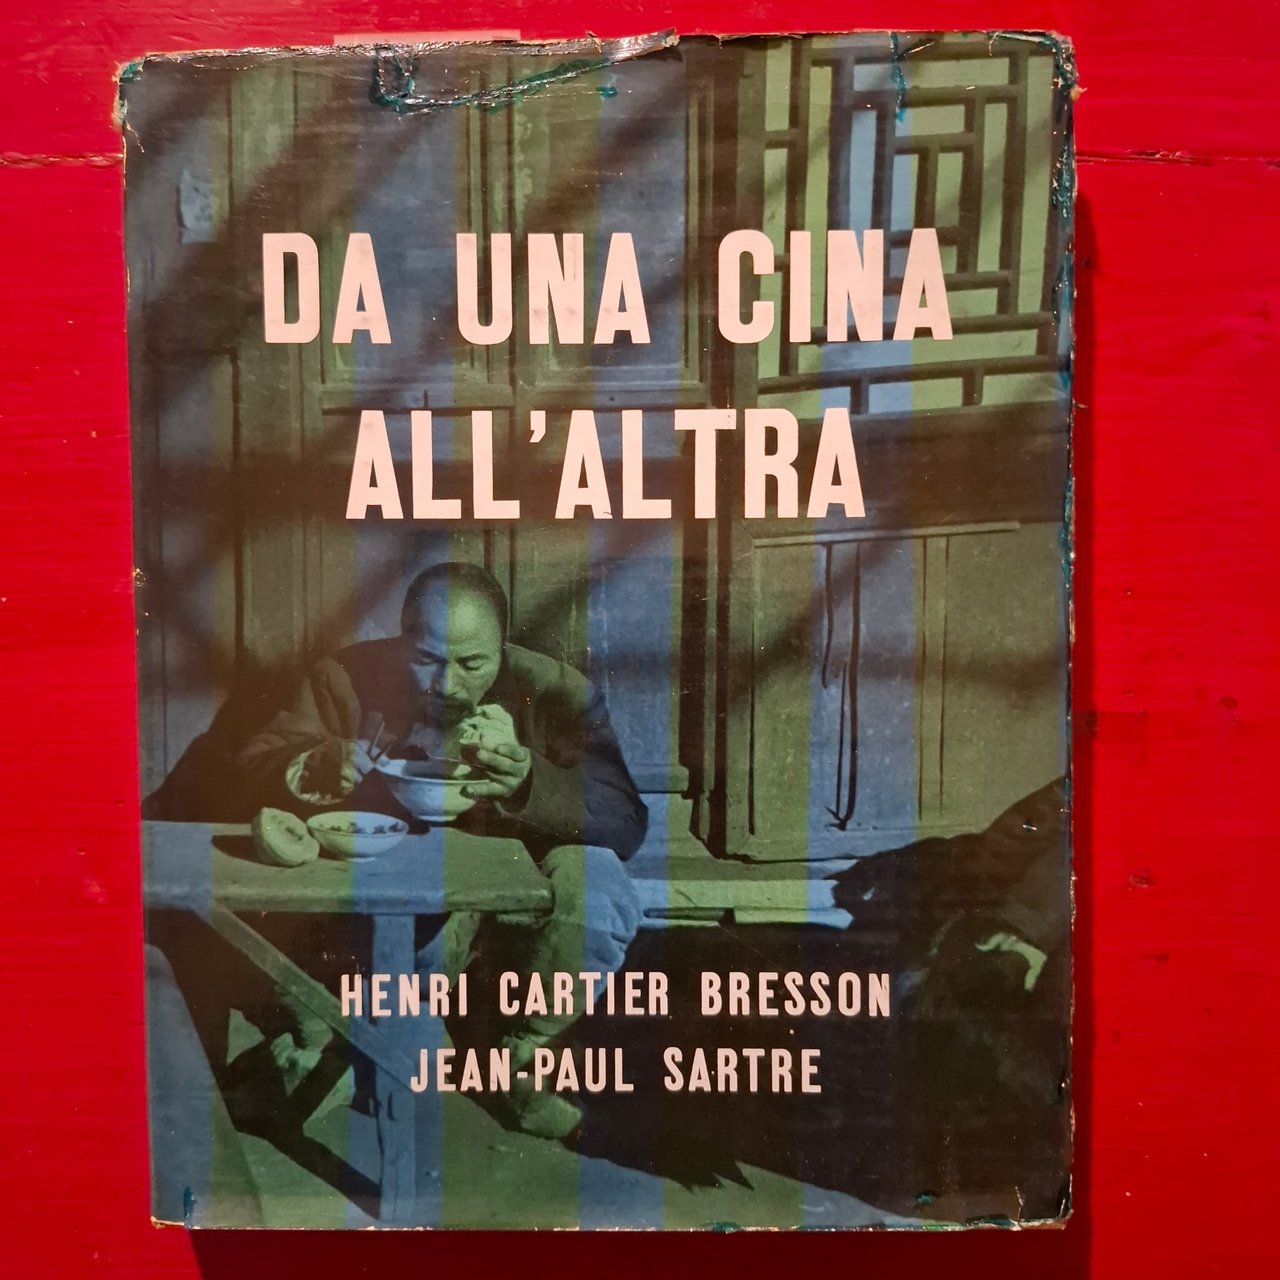 DA UNA CINA
ALL'ALTRA
HENRI CARTIER BRESSON
JEAN-PAUL SARTRE